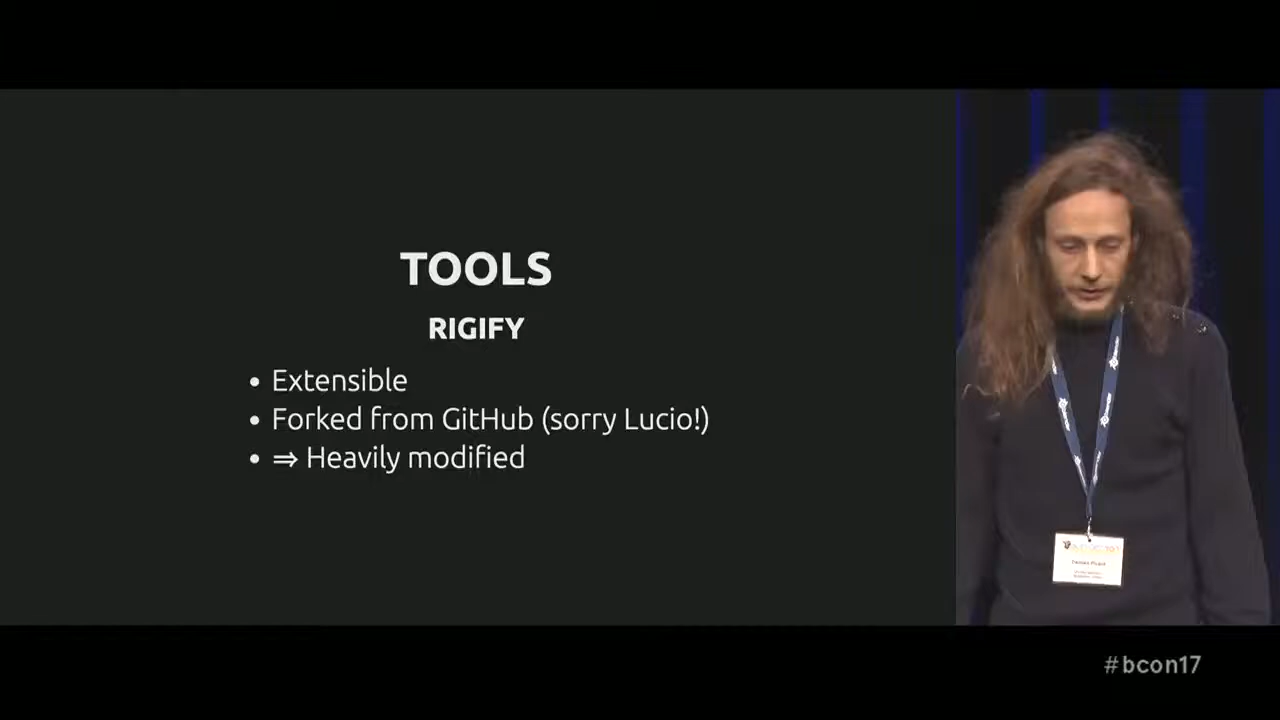 TOOLS
RIGIFY
• Extensible
• Forked from GitHub (sorry Lucio!)
• ⇒ Heavily modified
#bcon17